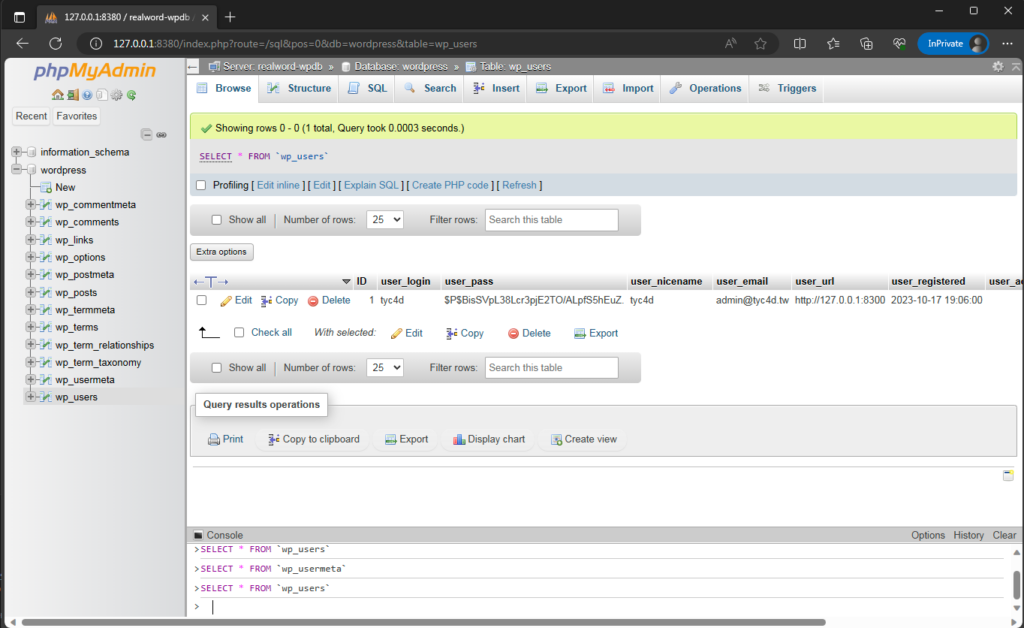 127.0.0.1:8380 / realword-wpdb
127.0.0.1:8380/index.php?route=/sql&pos=0&db=wordpress&table=wp_users
InPrivate
phpMyAdmin
Recent Favorites
information_schema
wordpress
New
wp_commentmeta
wp_comments
wp_links
wp_options
wp_postmeta
wp_posts
wp_termmeta
wp_terms
wp_term_relationships
wp_term_taxonomy
wp_usermeta
wp_users
Server: realword-wpdb » Database: wordpress » Table: wp_users
Browse Structure SQL Search Insert Export Import Operations Triggers
Showing rows 0 - 0 (1 total, Query took 0.0003 seconds.)
SELECT * FROM `wp_users`
Profiling [ Edit inline ] [ Edit ] [ Explain SQL ] [ Create PHP code ] [ Refresh ]
Show all Number of rows: 25 Filter rows: Search this table
Extra options
ID user_login user_pass user_nicename user_email user_url user_registered user_ac
Edit Copy Delete 1 tyc4d $P$BisSVpL38Lcr3pjE2TO/ALpfS5hEuZ. tyc4d admin@tyc4d.tw http://127.0.0.1:8300 2023-10-17 19:06:00
Check all With selected: Edit Copy Delete Export
Show all Number of rows: 25 Filter rows: Search this table
Query results operations
Print Copy to clipboard Export Display chart Create view
Console Options History Clear
>SELECT * FROM `wp_users`
>SELECT * FROM `wp_usermeta`
>SELECT * FROM `wp_users`
>